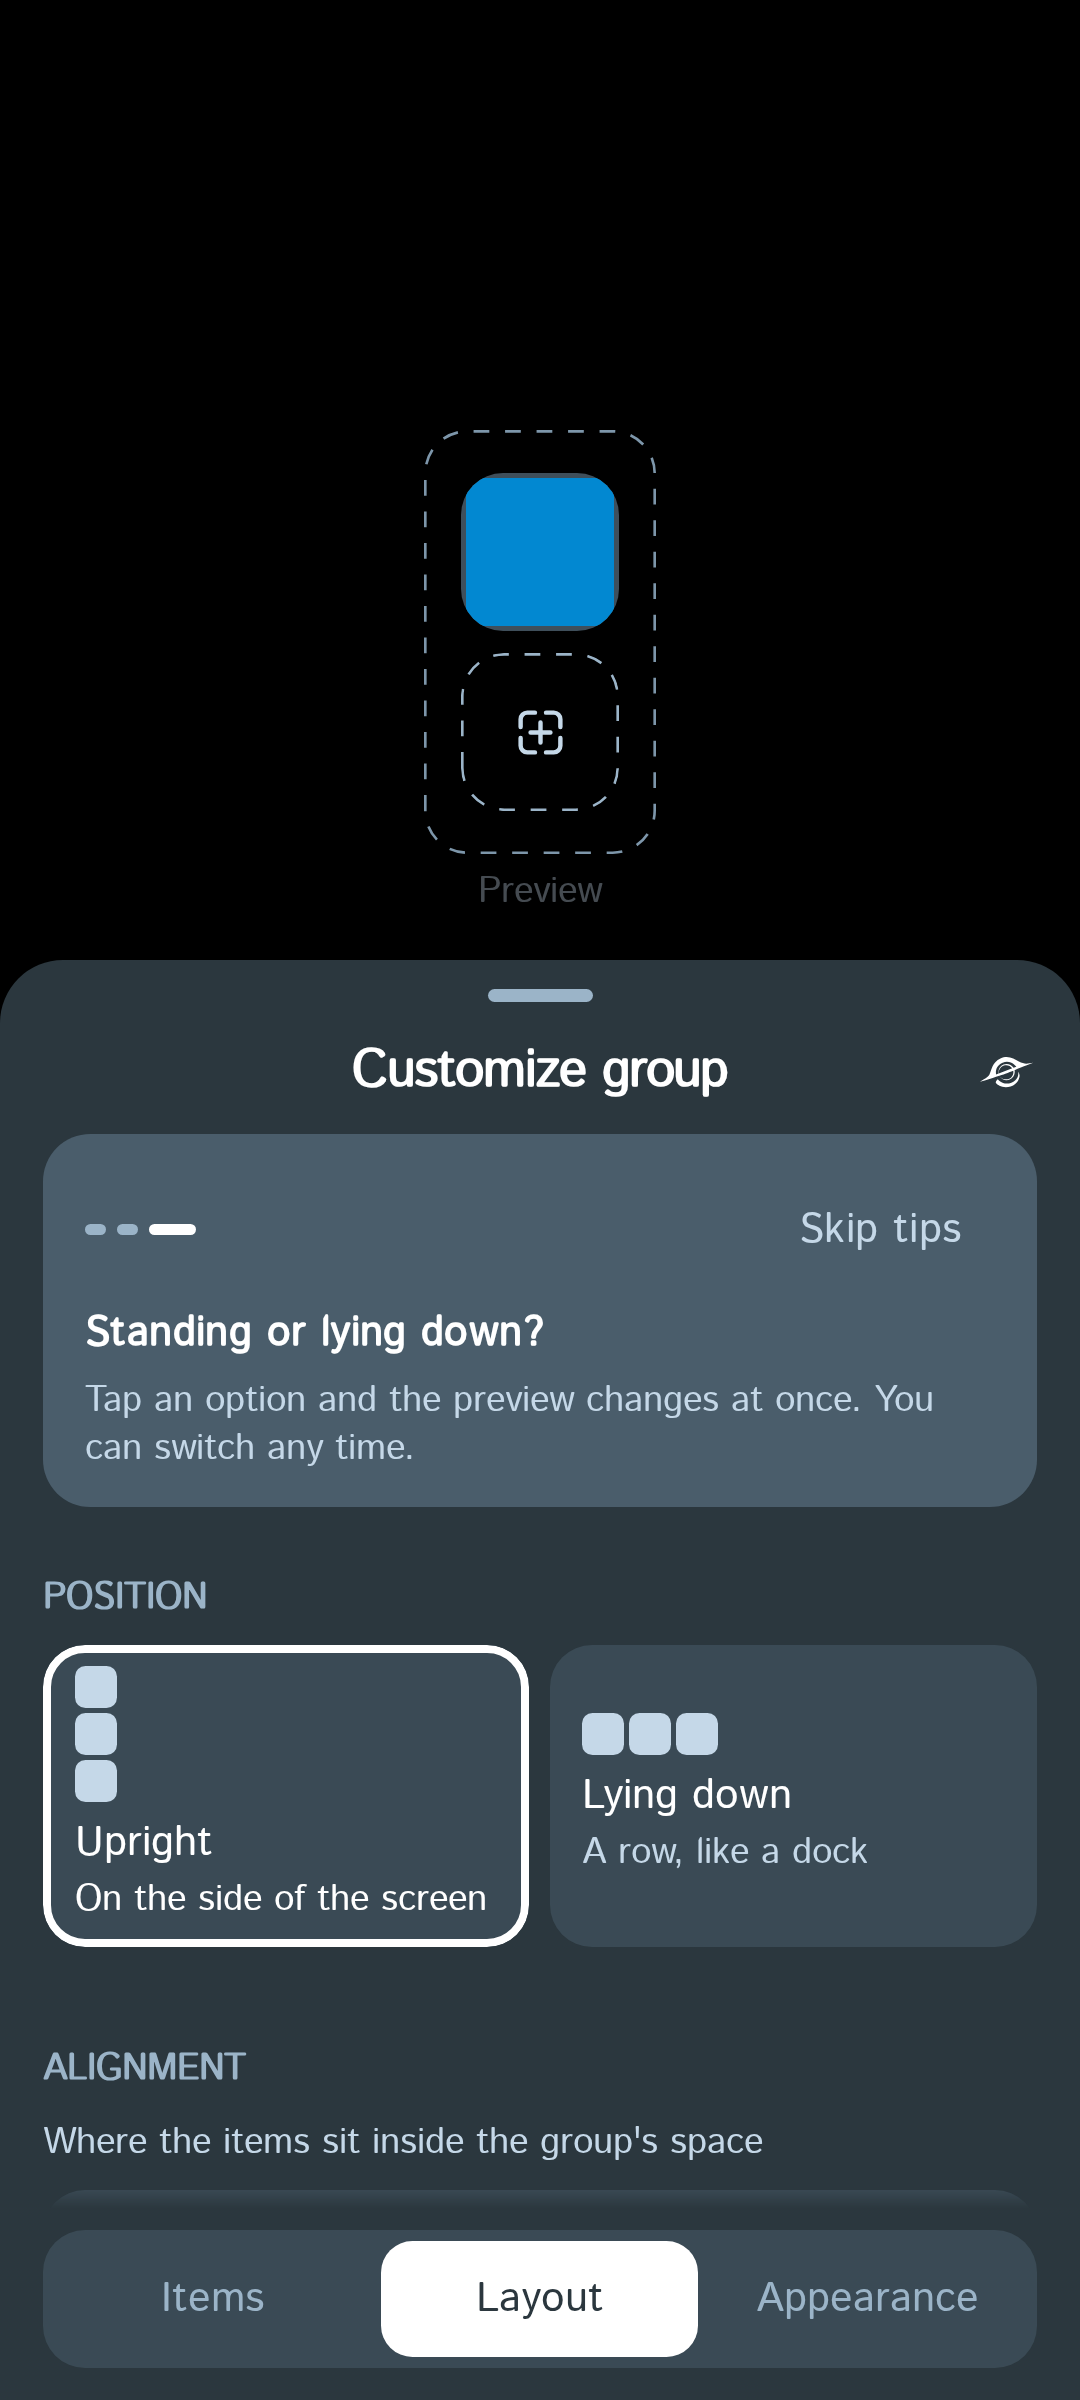 Preview
Customize group
Skip tips
Standing or lying down?
Tap an option and the preview changes at once. You
can switch any time.
POSITION
Upright
On the side of the screen
Lying down
A row, like a dock
ALIGNMENT
Where the items sit inside the group's space
Items
Layout
Appearance